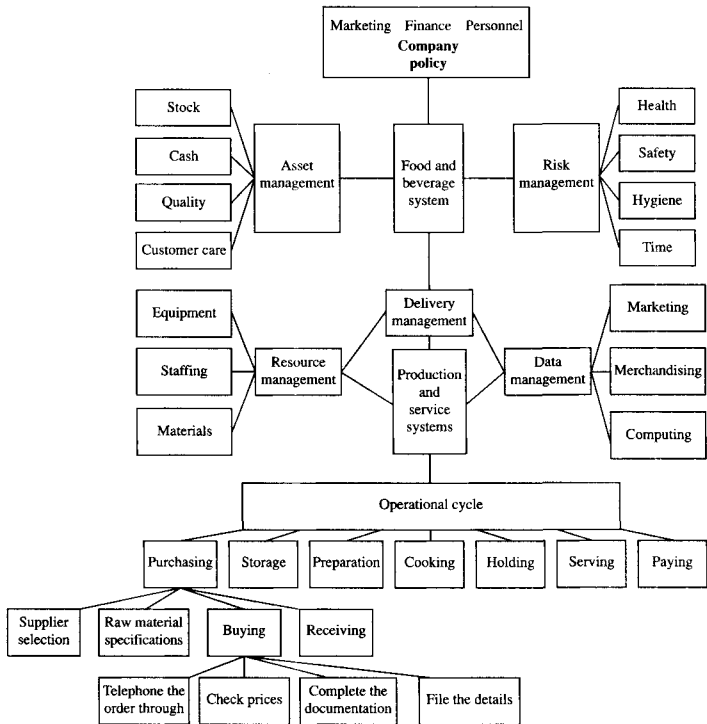 Marketing Finance Personnel
Company
policy
Stock
Cash
Quality
Customer care
Asset
management
Food and
beverage
system
Risk
management
Health
Safety
Hygiene
Time
Equipment
Staffing
Materials
Resource
management
Delivery
management
Production
and
service
systems
Data
management
Marketing
Merchandising
Computing
Operational cycle
Purchasing
Storage
Preparation
Cooking
Holding
Serving
Paying
Supplier
selection
Raw material
specifications
Buying
Receiving
Telephone the
order through
Check prices
Complete the
documentation
File the details